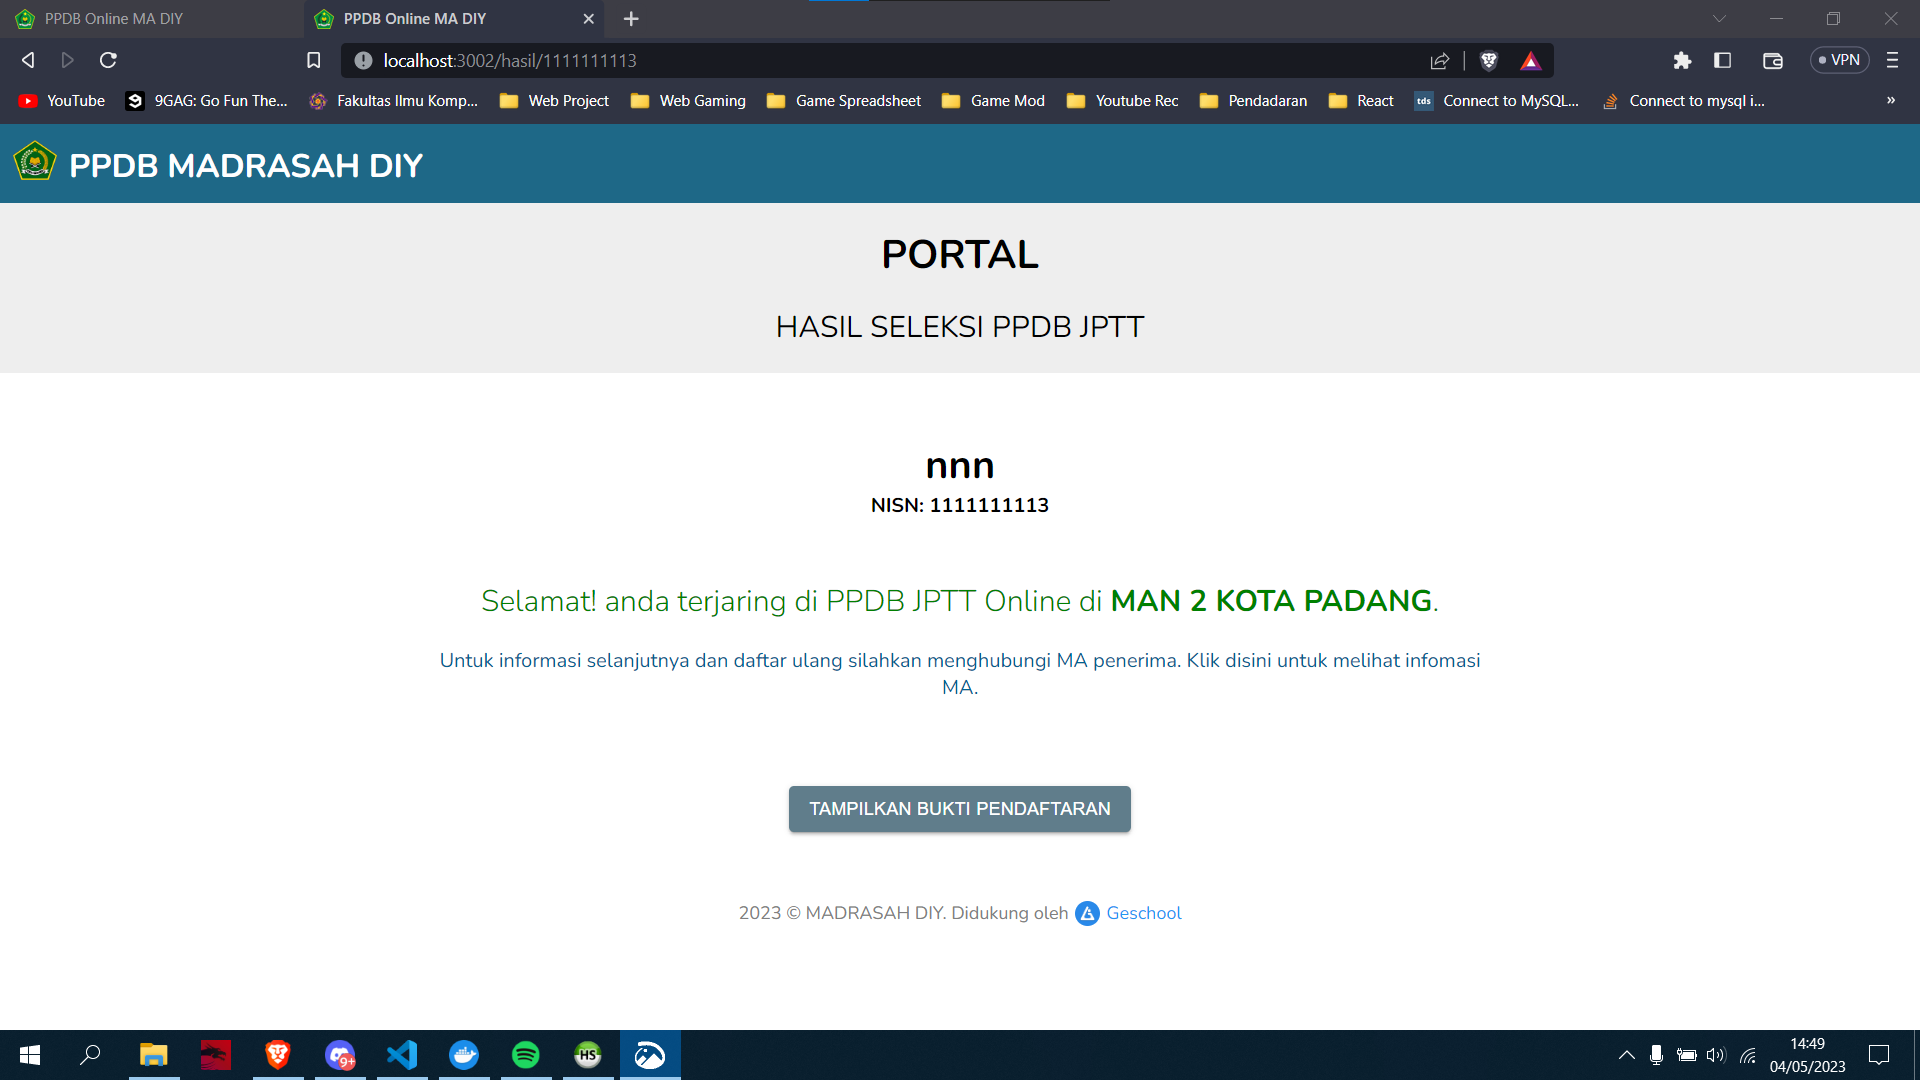 PPDB Online MA DIY
PPDB Online MA DIY
localhost:3002/hasil/1111111113
VPN
YouTube
9GAG: Go Fun The...
Fakultas Ilmu Komp...
Web Project
Web Gaming
Game Spreadsheet
Game Mod
Youtube Rec
Pendadaran
React
tds
Connect to MySQL...
Connect to mysql i...
»
PPDB MADRASAH DIY
PORTAL
HASIL SELEKSI PPDB JPTT
nnn
NISN: 1111111113
Selamat! anda terjaring di PPDB JPTT Online di MAN 2 KOTA PADANG.
Untuk informasi selanjutnya dan daftar ulang silahkan menghubungi MA penerima. Klik disini untuk melihat infomasi
MA.
TAMPILKAN BUKTI PENDAFTARAN
2023 © MADRASAH DIY. Didukung oleh Geschool
9+
HS
14:49
04/05/2023